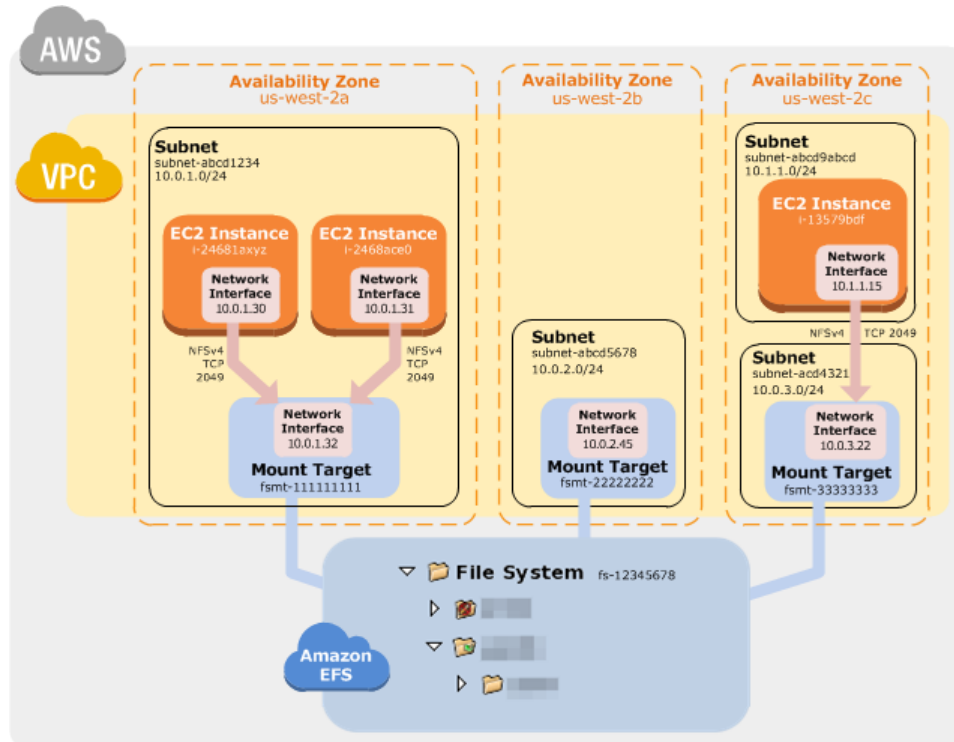 AWS
Availability Zone
us-west-2a
Availability Zone
us-west-2b
Availability Zone
us-west-2c
VPC
Subnet
subnet-abcd1234
10.0.1.0/24
EC2 Instance
i-24681axyz
Network
Interface
10.0.1.30
EC2 Instance
i-2468ace0
Network
Interface
10.0.1.31
NFSv4
TCP
2049
NFSv4
TCP
2049
Network
Interface
10.0.1.32
Mount Target
fsmt-111111111
Subnet
subnet-abcd5678
10.0.2.0/24
Network
Interface
10.0.2.45
Mount Target
fsmt-22222222
Subnet
subnet-abcd9abcd
10.1.1.0/24
EC2 Instance
i-13579bdf
Network
Interface
10.1.1.15
NFSv4 TCP 2049
Subnet
subnet-acd4321
10.0.3.0/24
Network
Interface
10.0.3.22
Mount Target
fsmt-33333333
File System fs-12345678
Amazon
EFS